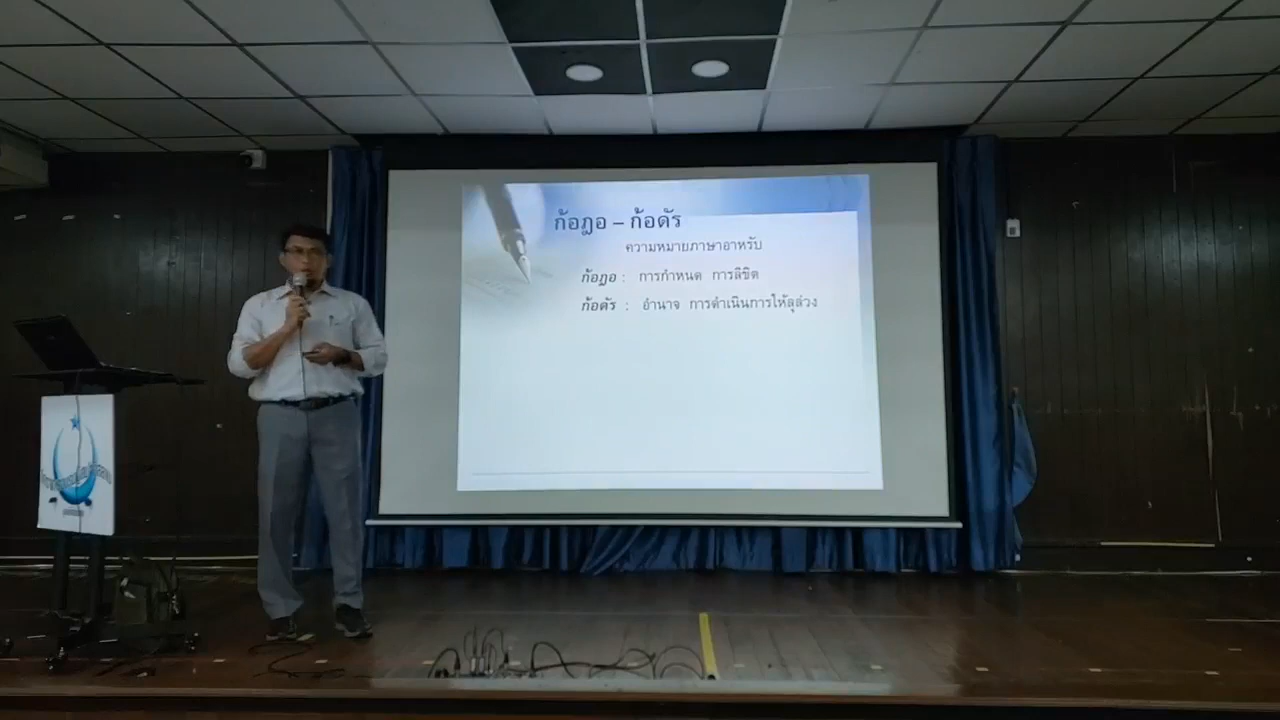 ก้อฎอ – ก้อดัร
ความหมายภาษาอาหรับ
ก้อฎอ : การกำหนด การลิขิต
ก้อดัร : อำนาจ การดำเนินการให้ลุล่วง